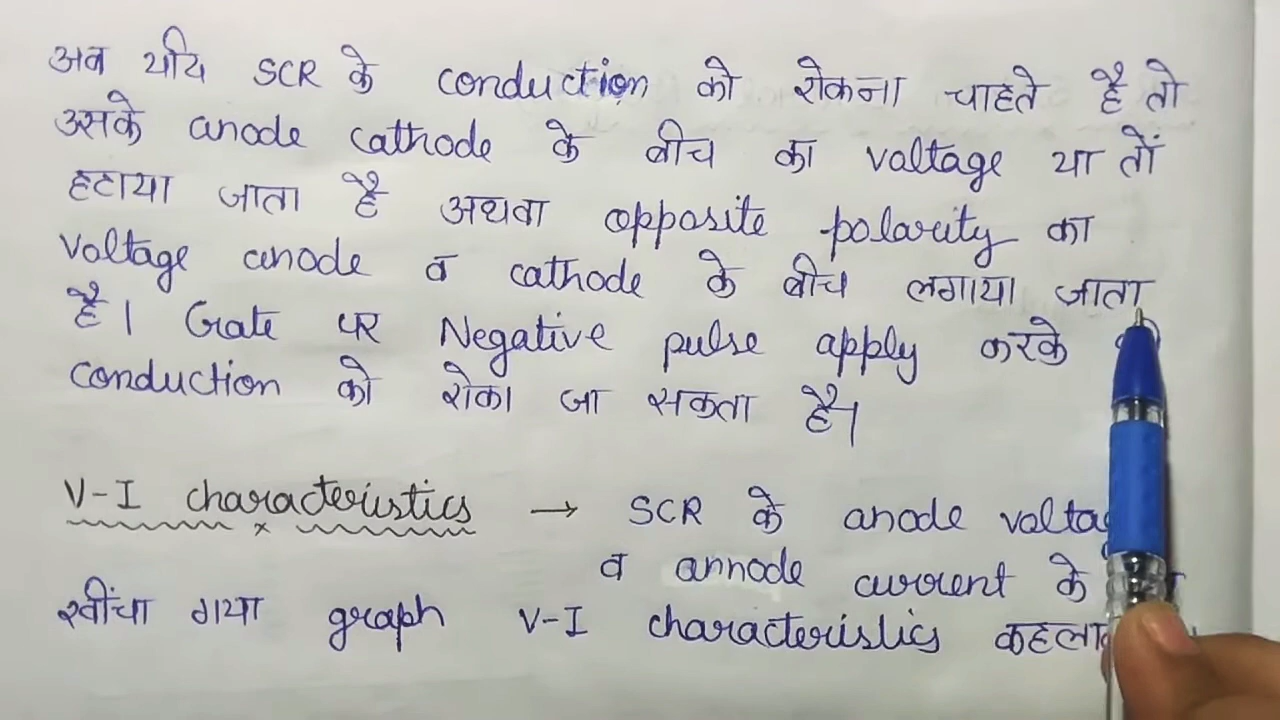 अब यदि SCR के conduction को रोकना चाहते है तो
उसके anode cathode के बीच का voltage या तों
हटाया जाता है अथवा opposite polarity का
voltage anode व cathode के बीच लगाया जाता
है। Gate पर Negative pulse apply करके
conduction को रोका जा सकता है।
V-I characteristics → SCR के anode
व annode current के
खींचा गया graph V-I characteristics